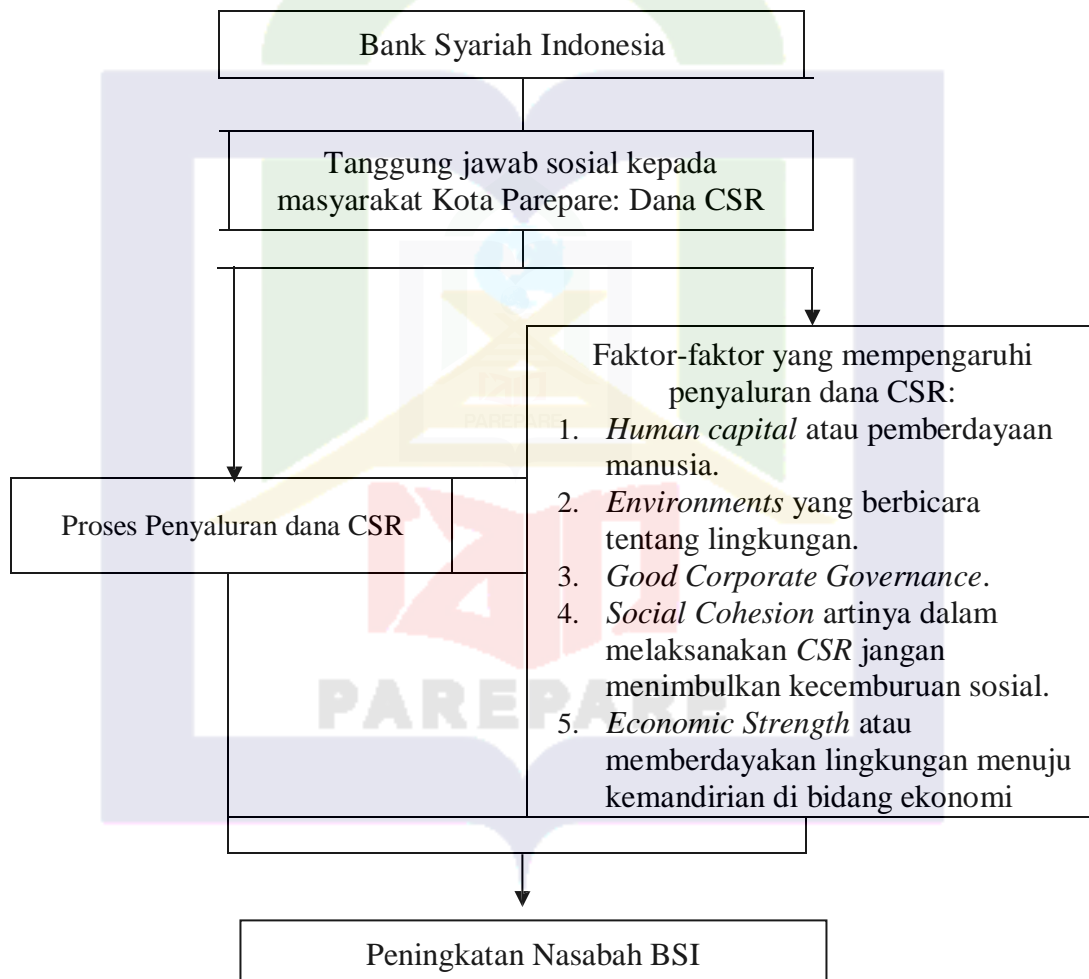 Bank Syariah Indonesia
Tanggung jawab sosial kepada
masyarakat Kota Parepare: Dana CSR
Faktor-faktor yang mempengaruhi
penyaluran dana CSR:
1. Human capital atau pemberdayaan
manusia.
2. Environments yang berbicara
tentang lingkungan.
3. Good Corporate Governance.
4. Social Cohesion artinya dalam
melaksanakan CSR jangan
menimbulkan kecemburuan sosial.
5. Economic Strength atau
memberdayakan lingkungan menuju
kemandirian di bidang ekonomi
Proses Penyaluran dana CSR
PAREPARE
PAREPARE
Peningkatan Nasabah BSI